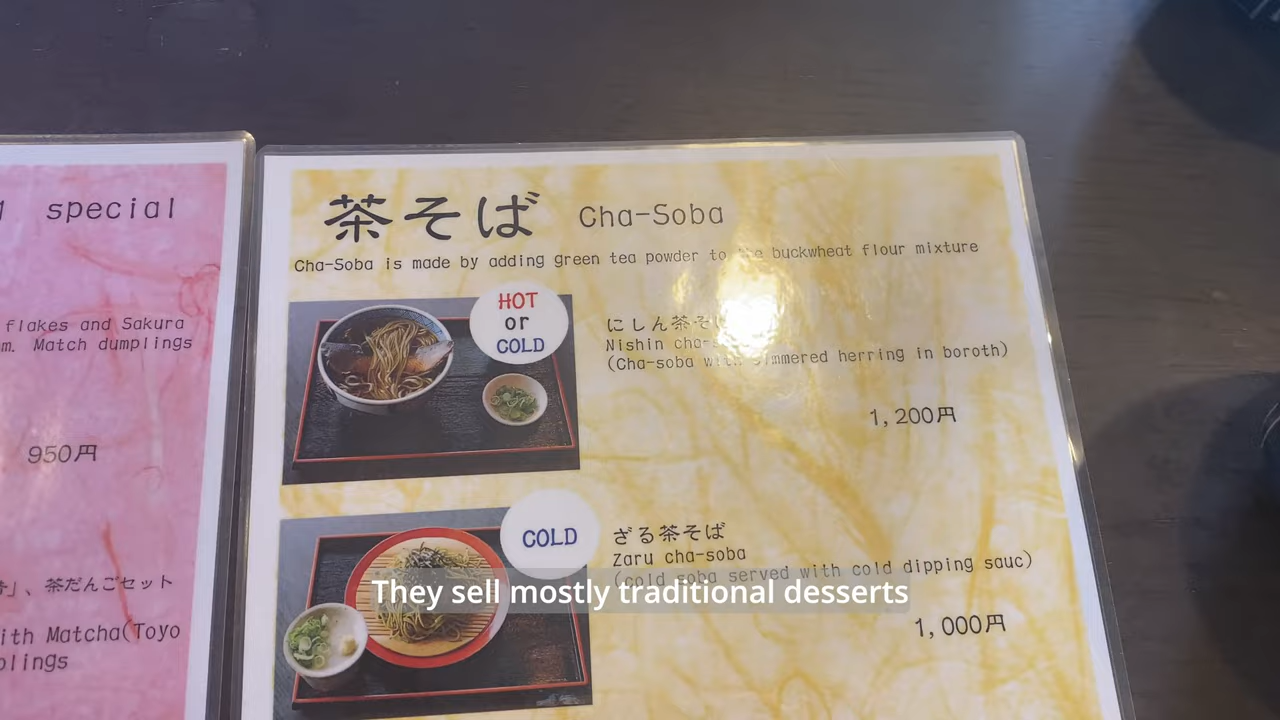 special
flakes and Sakura
Match dumplings
950円
、茶だんごセット
ith Matcha(Toyo
茶そば Cha-Soba
Cha-Soba is made by adding green tea powder to the buckwheat flour mixture
HOT
or
COLD
にしん茶そ
Nishin cha-
(Cha-soba with simmered herring in boroth)
1,200円
COLD
ざる茶そば
Zaru cha-soba
(cold soba served with cold dipping sauc)
They sell mostly traditional desserts
1,000円